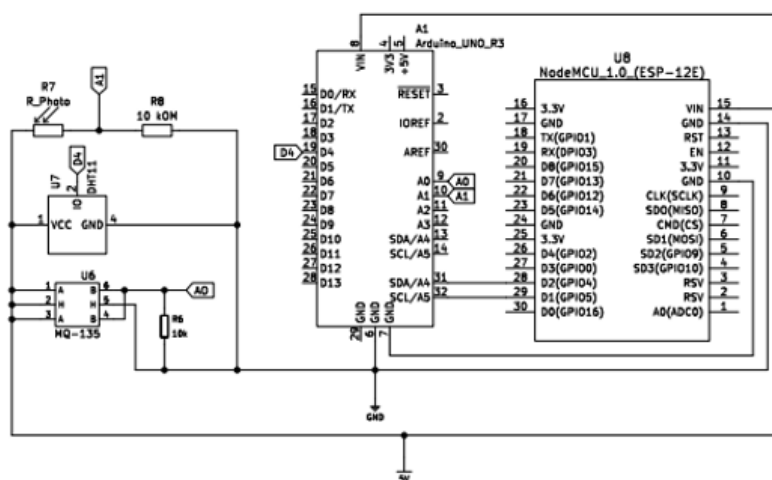 A1
Arduino_UNO_R3
8
4
5
VIN
3V3
+5V
U8
NodeMCU_1.0_(ESP-12E)
R7
R_Photo
A1
R8
10 kOM
15 D0/RX
16 D1/TX
17 D2
18 D3
D4 19 D4
20 D5
21 D6
22 D7
23 D8
24 D9
25 D10
26 D11
27 D12
28 D13
RESET 3
IOREF 2
AREF 30
A0 9 A0
A1 10 A1
A2 11
A3 12
SDA/A4 13
SCL/A5 14
SDA/A4 31
SCL/A5 32
GND
GND
GND
29
6
7
16 3.3V
17 GND
18 TX(GPIO1)
19 RX(DPIO3)
20 D8(GPIO15)
21 D7(GPIO13)
22 D6(GPIO12)
23 D5(GPIO14)
24 GND
25 3.3V
26 D4(GPIO2)
27 D3(GPIO0)
28 D2(GPIO4)
29 D1(GPIO5)
30 D0(GPIO16)
VIN 15
GND 14
RST 13
EN 12
3.3V 11
GND 10
CLK(SCLK) 9
SD0(MISO) 8
CMD(CS) 7
SD1(MOSI) 6
SD2(GPIO9) 5
SD3(GPIO10) 4
RSV 3
RSV 2
A0(ADC0) 1
D4
U7
DHT11
2
IO
1 VCC GND 4
U6
1 A B 6
2 H H 5
3 A B 4
MQ-135
A0
R6
10k
GND
5V